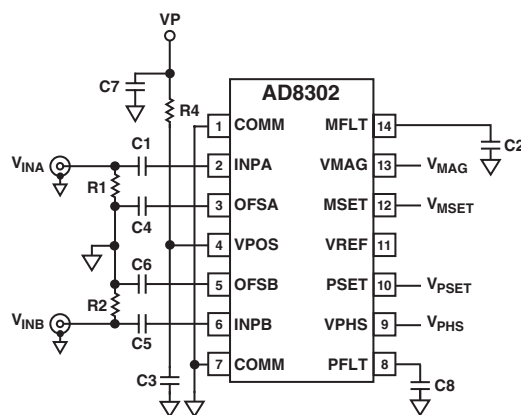 VP
C7
R4
AD8302
1 COMM MFLT 14
C2
C1
VINA
2 INPA VMAG 13 VMAG
R1
3 OFSA MSET 12 VMSET
C4
4 VPOS VREF 11
C6
5 OFSB PSET 10 VPSET
R2
VINB
6 INPB VPHS 9 VPHS
C5
7 COMM PFLT 8
C3
C8